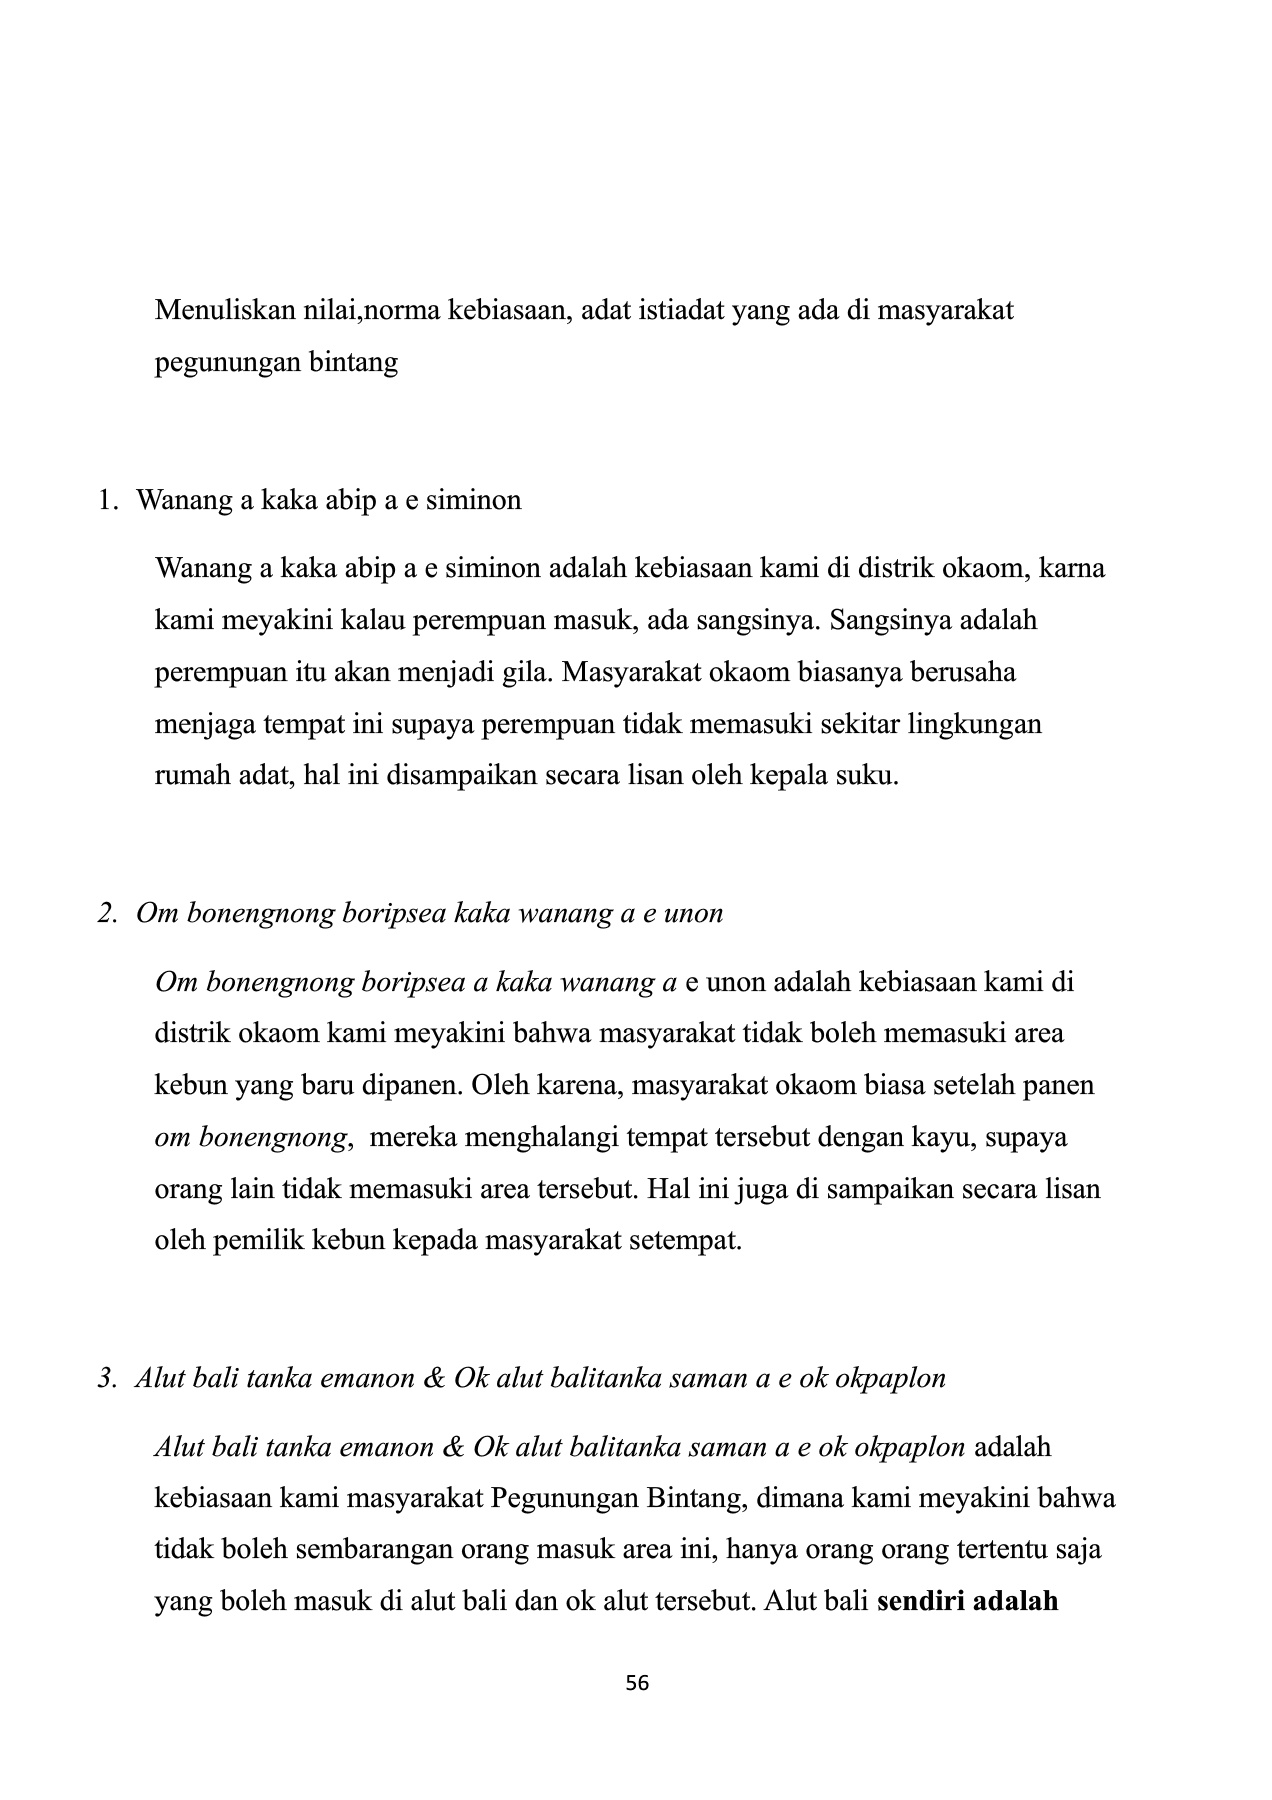 Menuliskan nilai,norma kebiasaan, adat istiadat yang ada di masyarakat
pegunungan bintang
1. Wanang a kaka abip a e siminon
Wanang a kaka abip a e siminon adalah kebiasaan kami di distrik okaom, karna
kami meyakini kalau perempuan masuk, ada sangsinya. Sangsinya adalah
perempuan itu akan menjadi gila. Masyarakat okaom biasanya berusaha
menjaga tempat ini supaya perempuan tidak memasuki sekitar lingkungan
rumah adat, hal ini disampaikan secara lisan oleh kepala suku.
2. Om bonengnong boripsea kaka wanang a e unon
Om bonengnong boripsea a kaka wanang a e unon adalah kebiasaan kami di
distrik okaom kami meyakini bahwa masyarakat tidak boleh memasuki area
kebun yang baru dipanen. Oleh karena, masyarakat okaom biasa setelah panen
om bonengnong,  mereka menghalangi tempat tersebut dengan kayu, supaya
orang lain tidak memasuki area tersebut. Hal ini juga di sampaikan secara lisan
oleh pemilik kebun kepada masyarakat setempat.
3. Alut bali tanka emanon & Ok alut balitanka saman a e ok okpaplon
Alut bali tanka emanon & Ok alut balitanka saman a e ok okpaplon adalah
kebiasaan kami masyarakat Pegunungan Bintang, dimana kami meyakini bahwa
tidak boleh sembarangan orang masuk area ini, hanya orang orang tertentu saja
yang boleh masuk di alut bali dan ok alut tersebut. Alut bali sendiri adalah
56